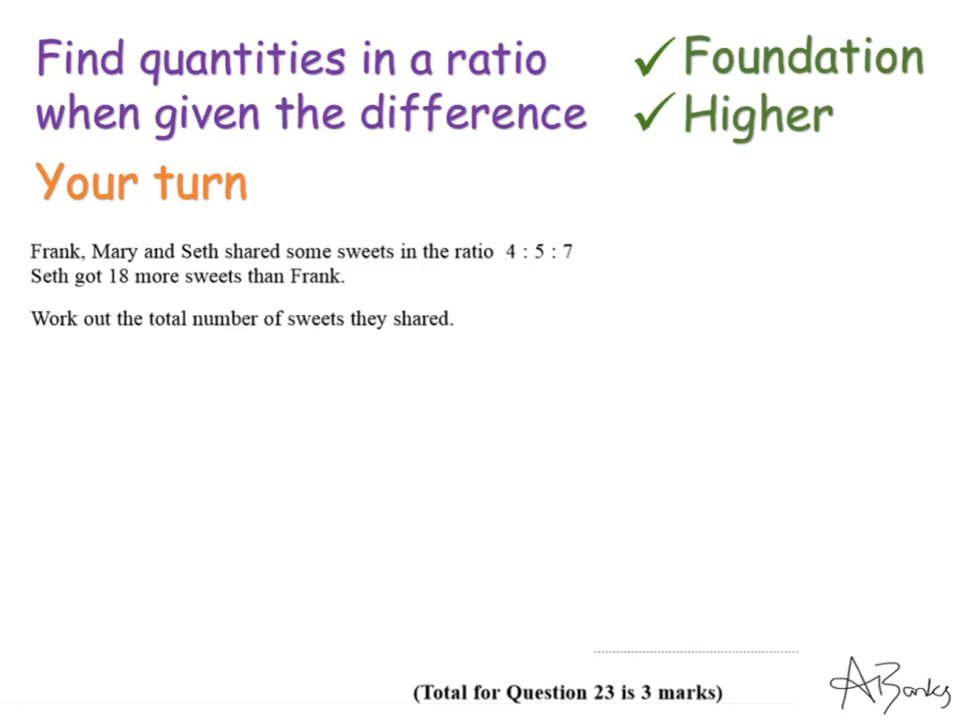 Find quantities in a ratio
when given the difference
✓ Foundation
✓ Higher
Your turn
Frank, Mary and Seth shared some sweets in the ratio 4 : 5 : 7
Seth got 18 more sweets than Frank.
Work out the total number of sweets they shared.
(Total for Question 23 is 3 marks)
ABanks